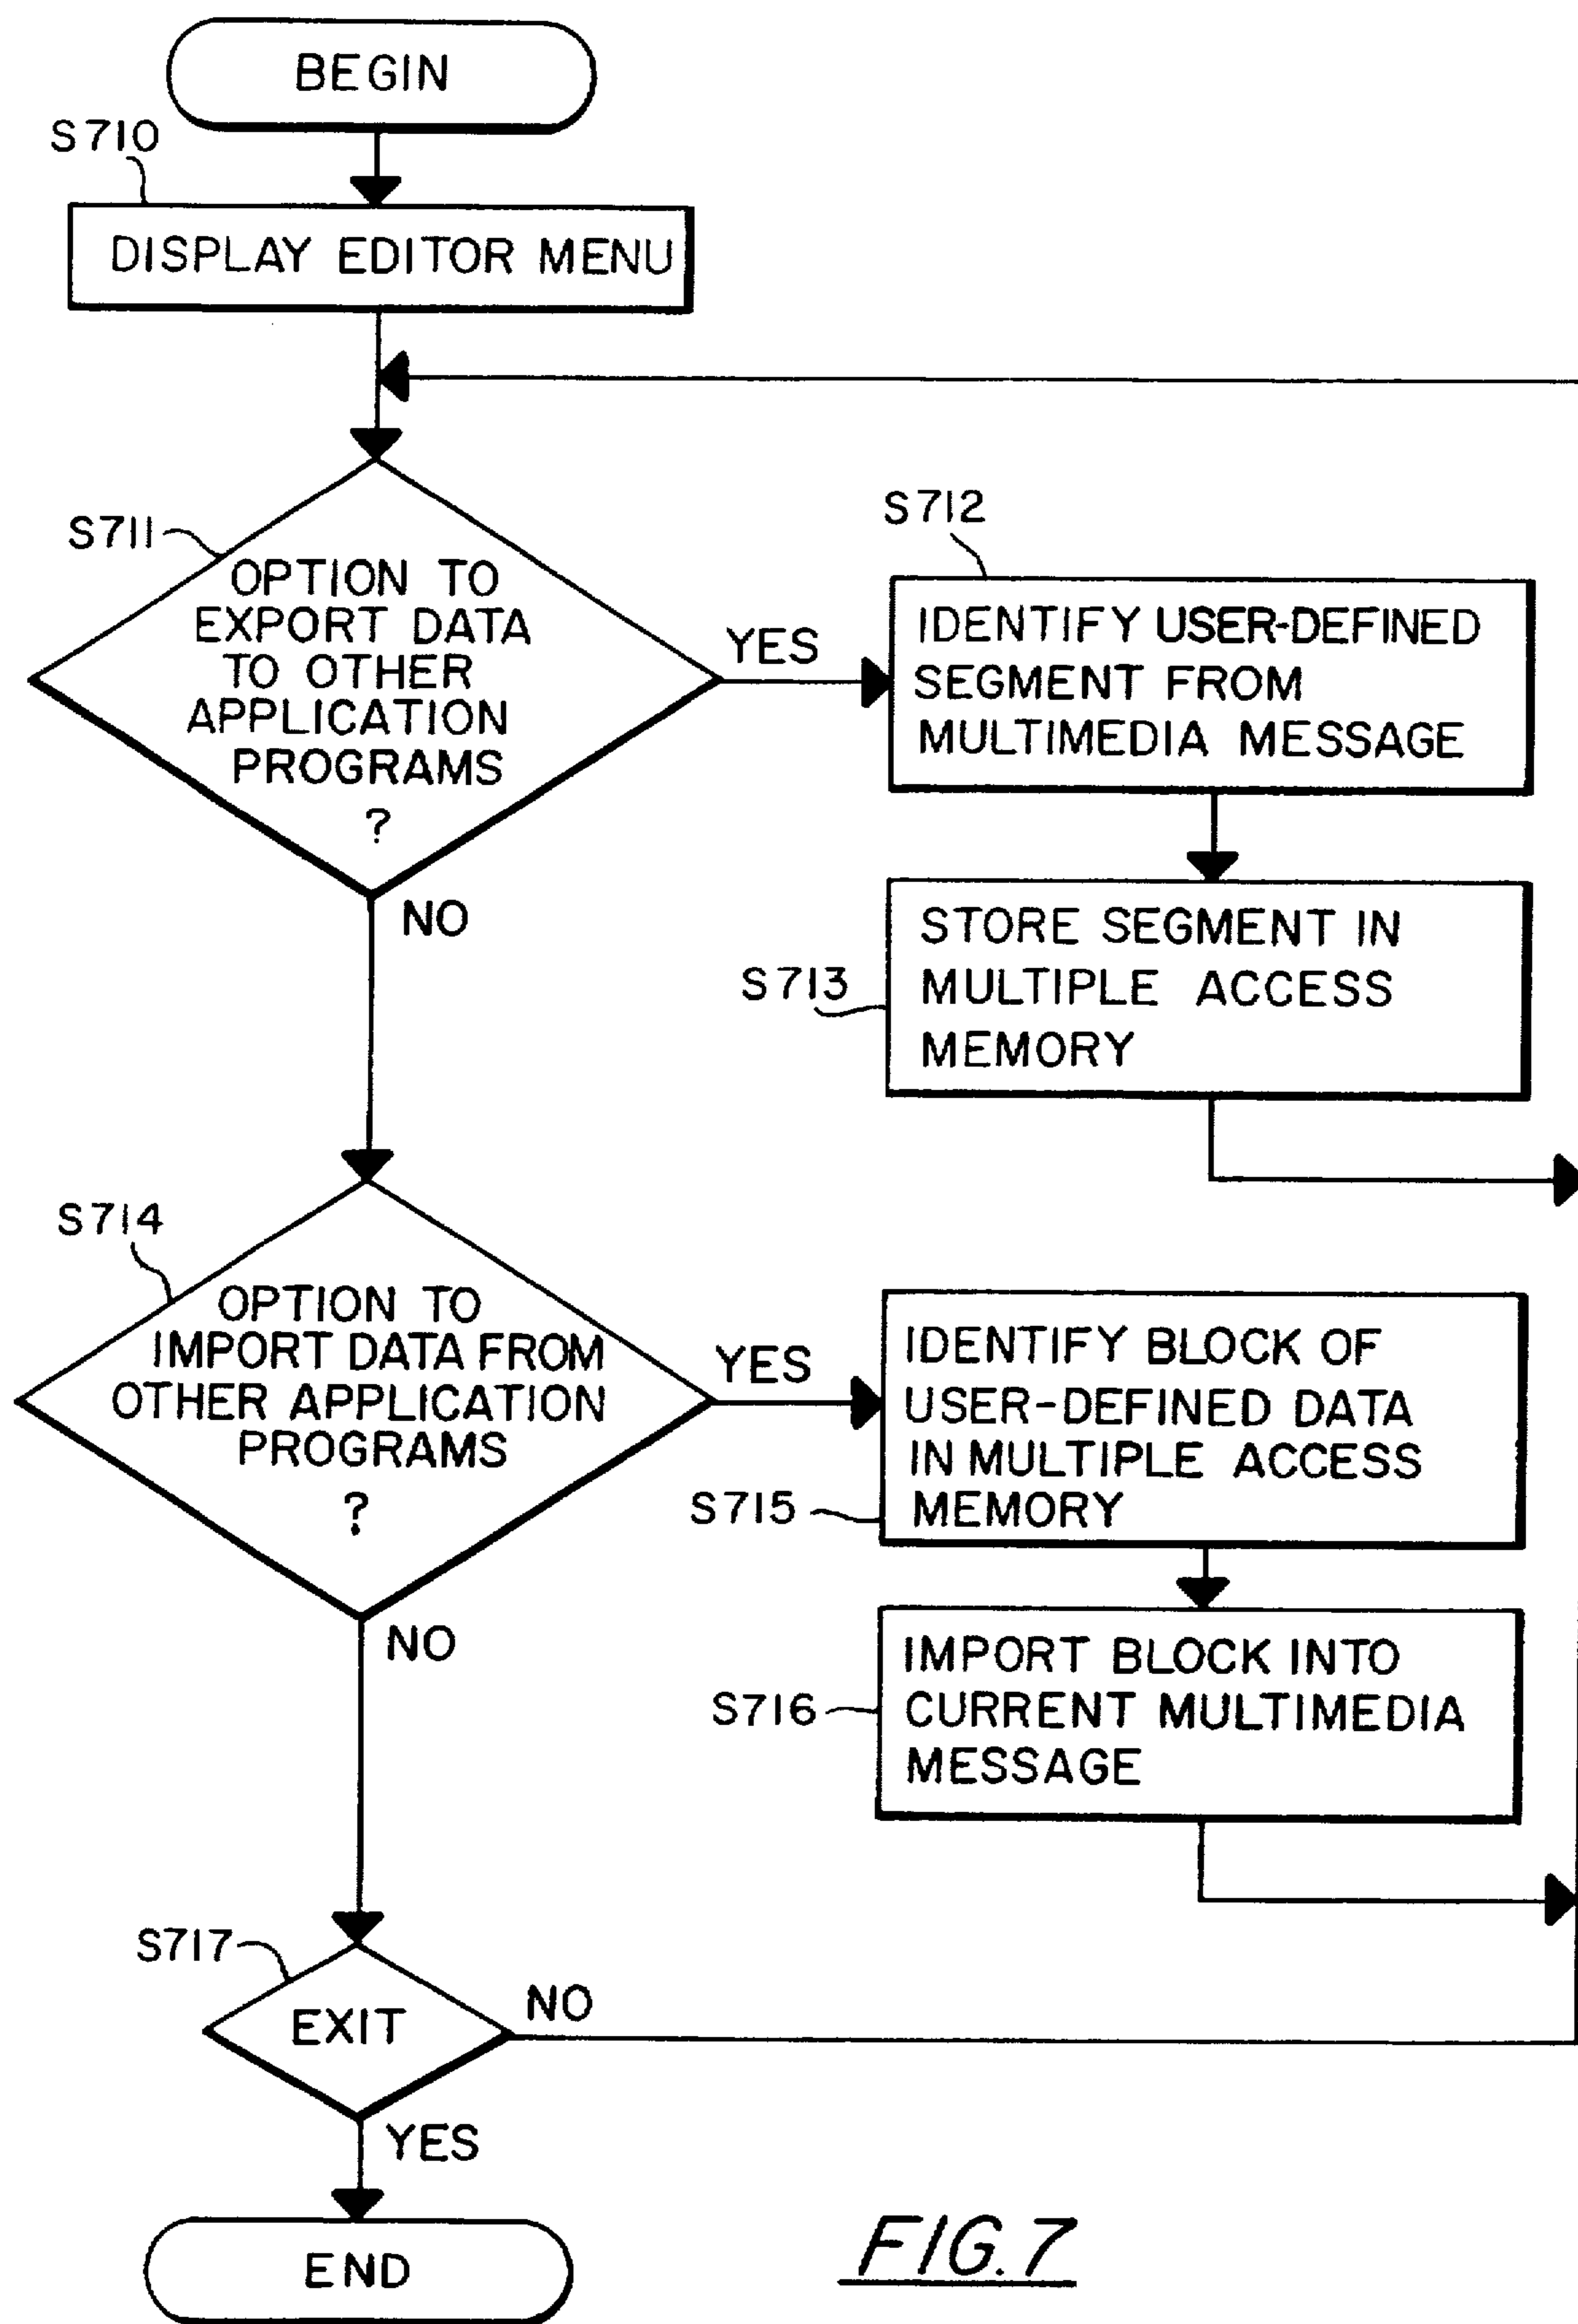 BEGIN
S710
DISPLAY EDITOR MENU
S711
OPTION TO
EXPORT DATA
TO OTHER
APPLICATION
PROGRAMS
?
YES
NO
S712
IDENTIFY USER-DEFINED
SEGMENT FROM
MULTIMEDIA MESSAGE
S713
STORE SEGMENT IN
MULTIPLE ACCESS
MEMORY
S714
OPTION TO
IMPORT DATA FROM
OTHER APPLICATION
PROGRAMS
?
YES
NO
S715
IDENTIFY BLOCK OF
USER-DEFINED DATA
IN MULTIPLE ACCESS
MEMORY
S716
IMPORT BLOCK INTO
CURRENT MULTIMEDIA
MESSAGE
S717
EXIT
NO
YES
END
FIG.7